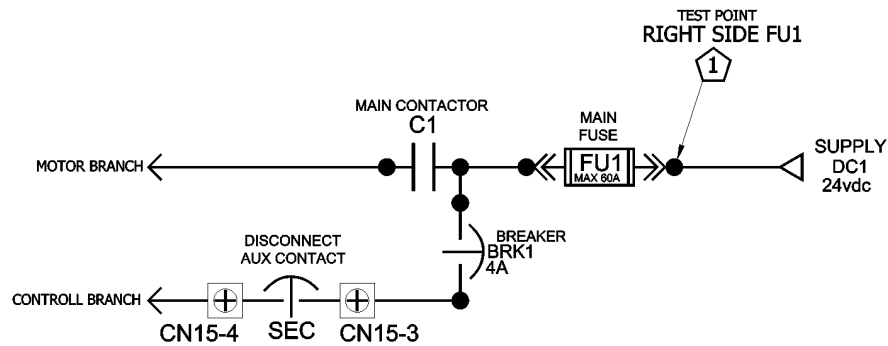 TEST POINT
RIGHT SIDE FU1
1
MAIN CONTACTOR
C1
MAIN
FUSE
FU1
MAX 60A
MOTOR BRANCH
SUPPLY
DC1
24vdc
BREAKER
BRK1
4A
DISCONNECT
AUX CONTACT
CONTROLL BRANCH
CN15-4
SEC
CN15-3